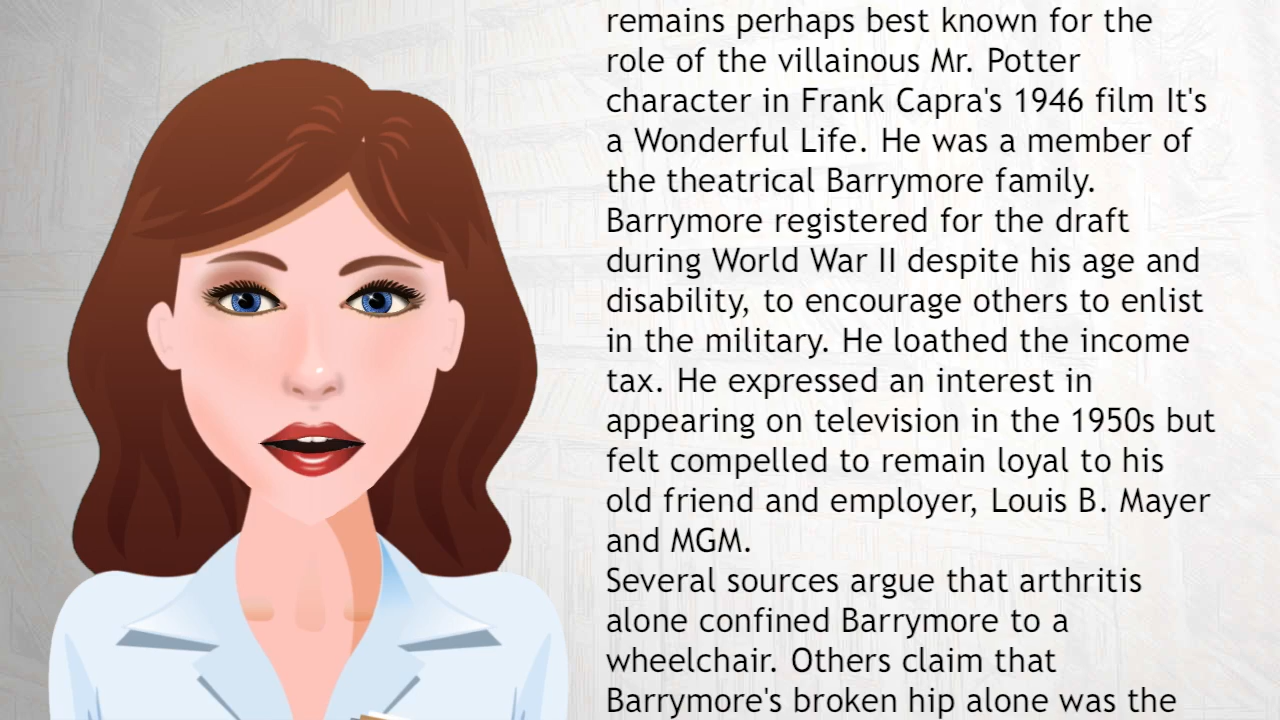 remains perhaps best known for the
role of the villainous Mr. Potter
character in Frank Capra's 1946 film It's
a Wonderful Life. He was a member of
the theatrical Barrymore family.
Barrymore registered for the draft
during World War II despite his age and
disability, to encourage others to enlist
in the military. He loathed the income
tax. He expressed an interest in
appearing on television in the 1950s but
felt compelled to remain loyal to his
old friend and employer, Louis B. Mayer
and MGM.
Several sources argue that arthritis
alone confined Barrymore to a
wheelchair. Others claim that
Barrymore's broken hip alone was the